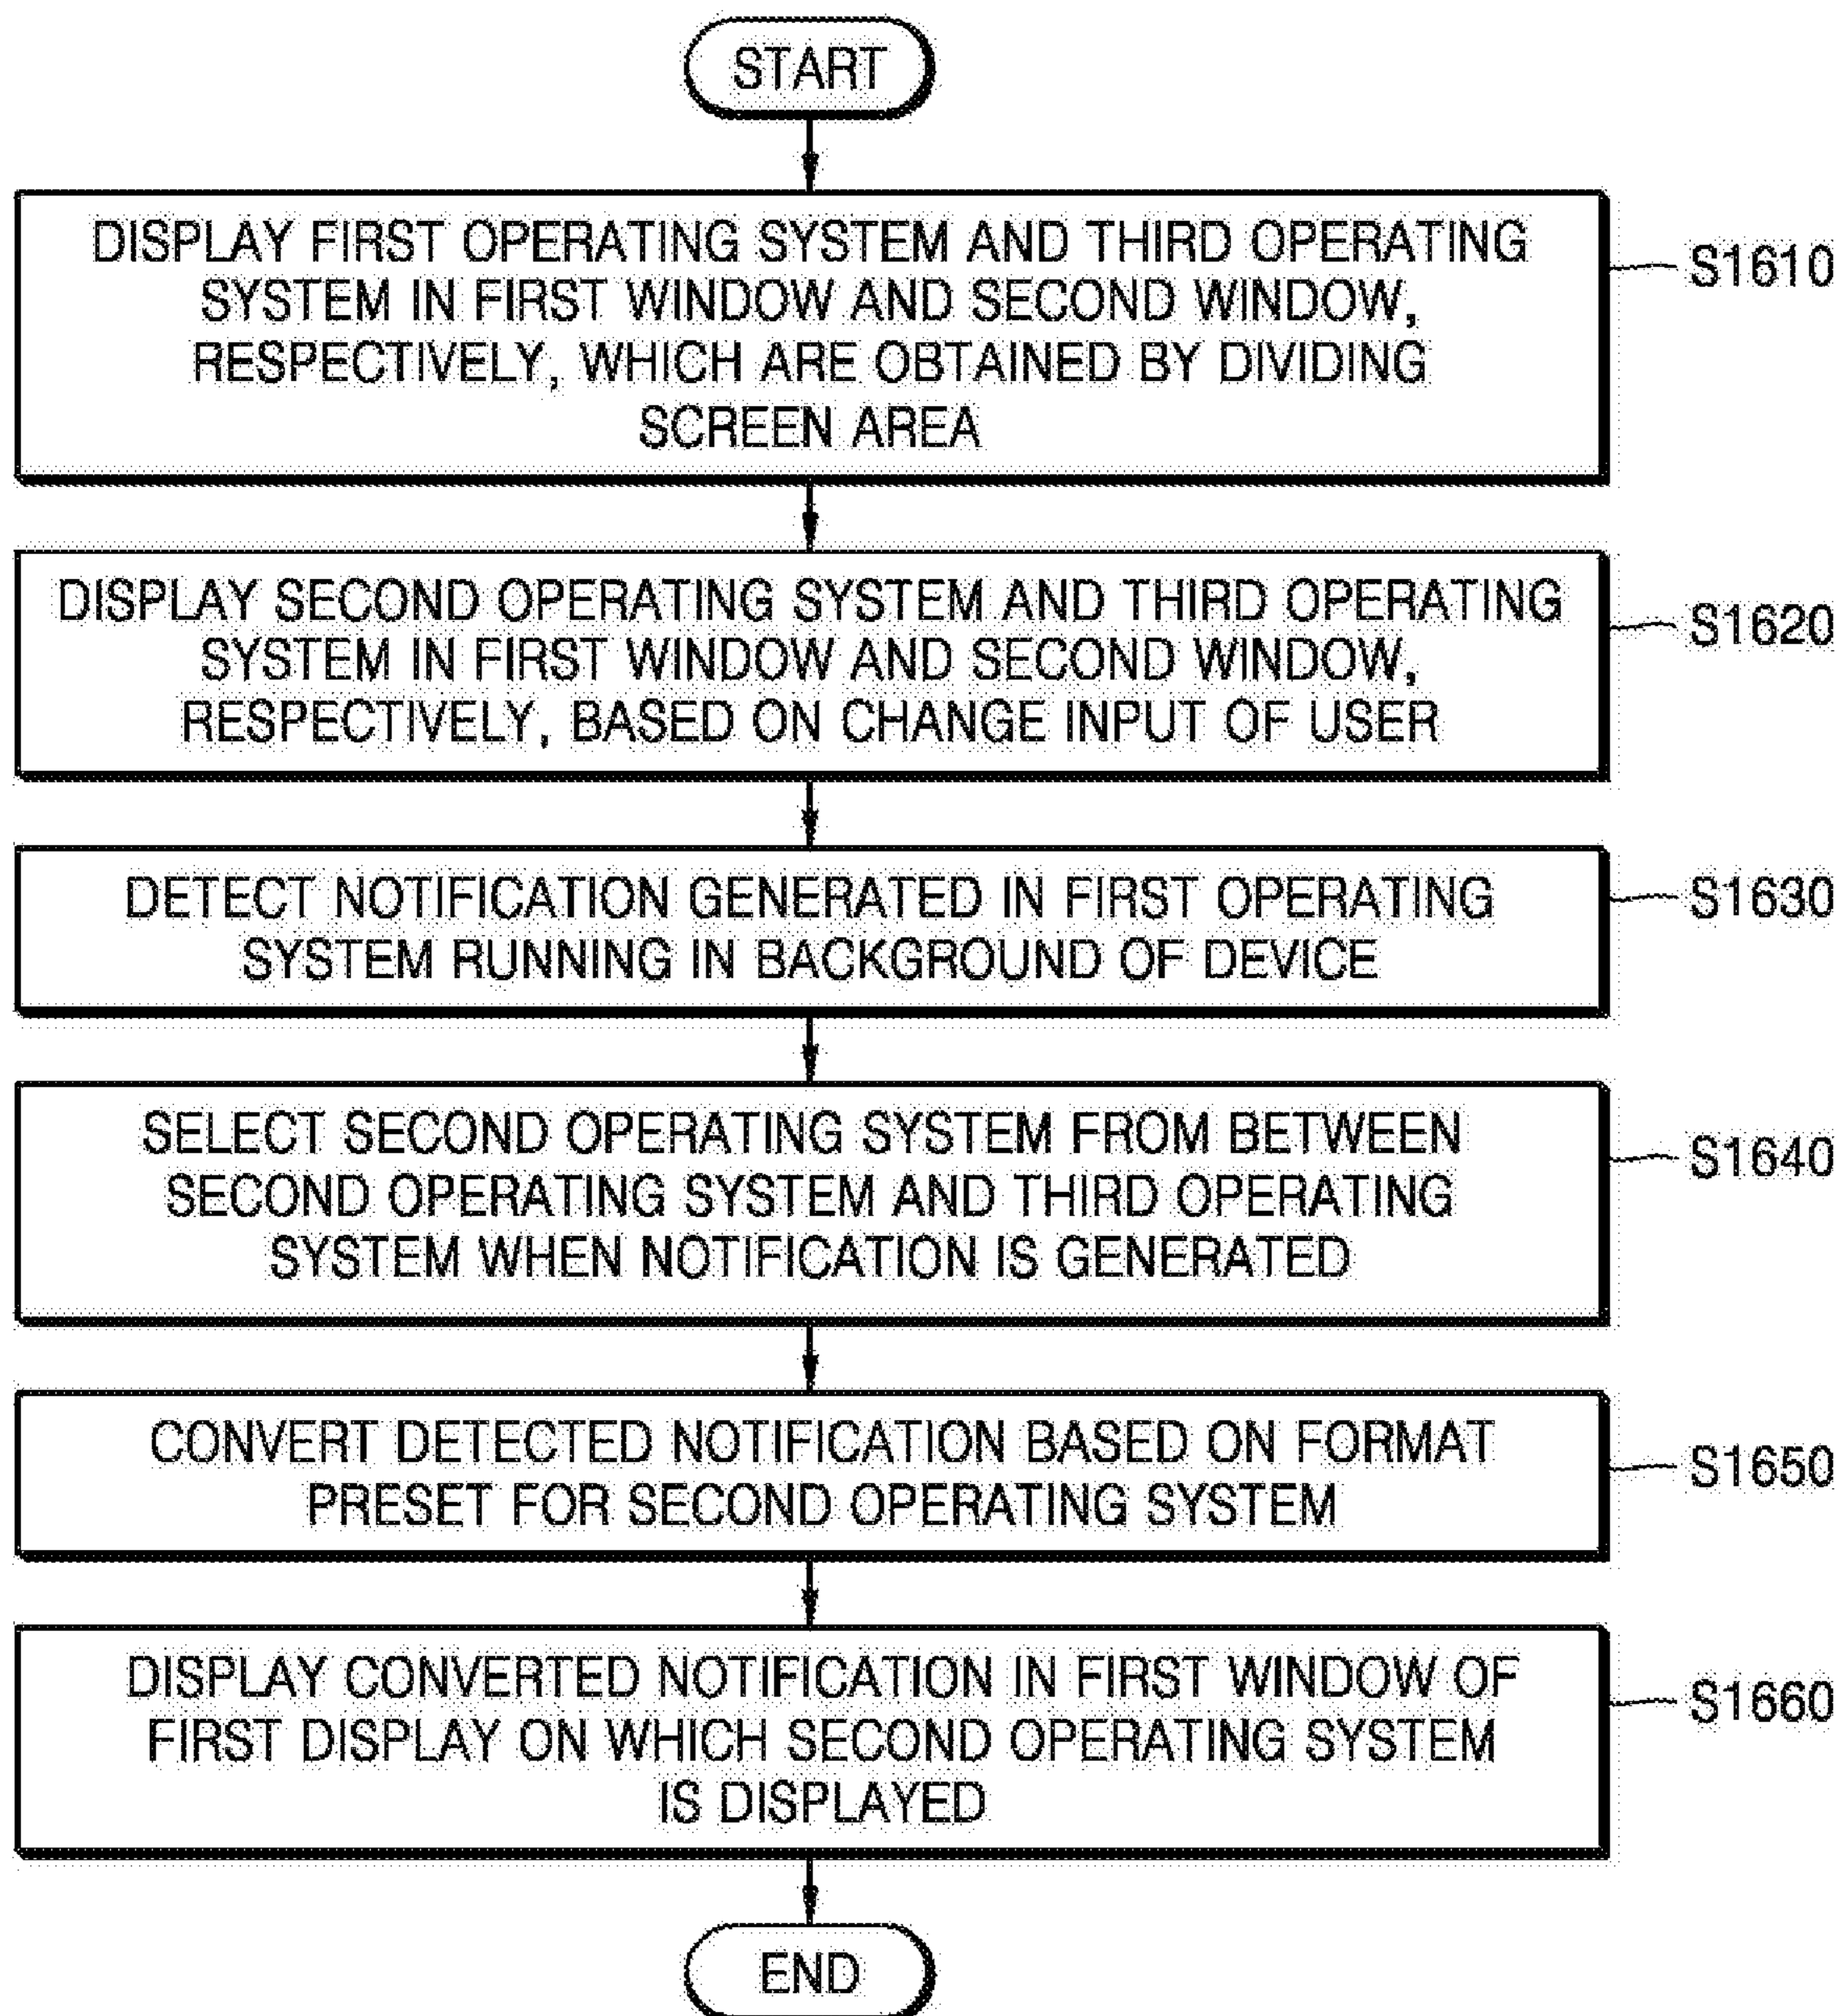 START
DISPLAY FIRST OPERATING SYSTEM AND THIRD OPERATING
SYSTEM IN FIRST WINDOW AND SECOND WINDOW,
RESPECTIVELY, WHICH ARE OBTAINED BY DIVIDING
SCREEN AREA
S1610
DISPLAY SECOND OPERATING SYSTEM AND THIRD OPERATING
SYSTEM IN FIRST WINDOW AND SECOND WINDOW,
RESPECTIVELY, BASED ON CHANGE INPUT OF USER
S1620
DETECT NOTIFICATION GENERATED IN FIRST OPERATING
SYSTEM RUNNING IN BACKGROUND OF DEVICE
S1630
SELECT SECOND OPERATING SYSTEM FROM BETWEEN
SECOND OPERATING SYSTEM AND THIRD OPERATING
SYSTEM WHEN NOTIFICATION IS GENERATED
S1640
CONVERT DETECTED NOTIFICATION BASED ON FORMAT
PRESET FOR SECOND OPERATING SYSTEM
S1650
DISPLAY CONVERTED NOTIFICATION IN FIRST WINDOW OF
FIRST DISPLAY ON WHICH SECOND OPERATING SYSTEM
IS DISPLAYED
S1660
END